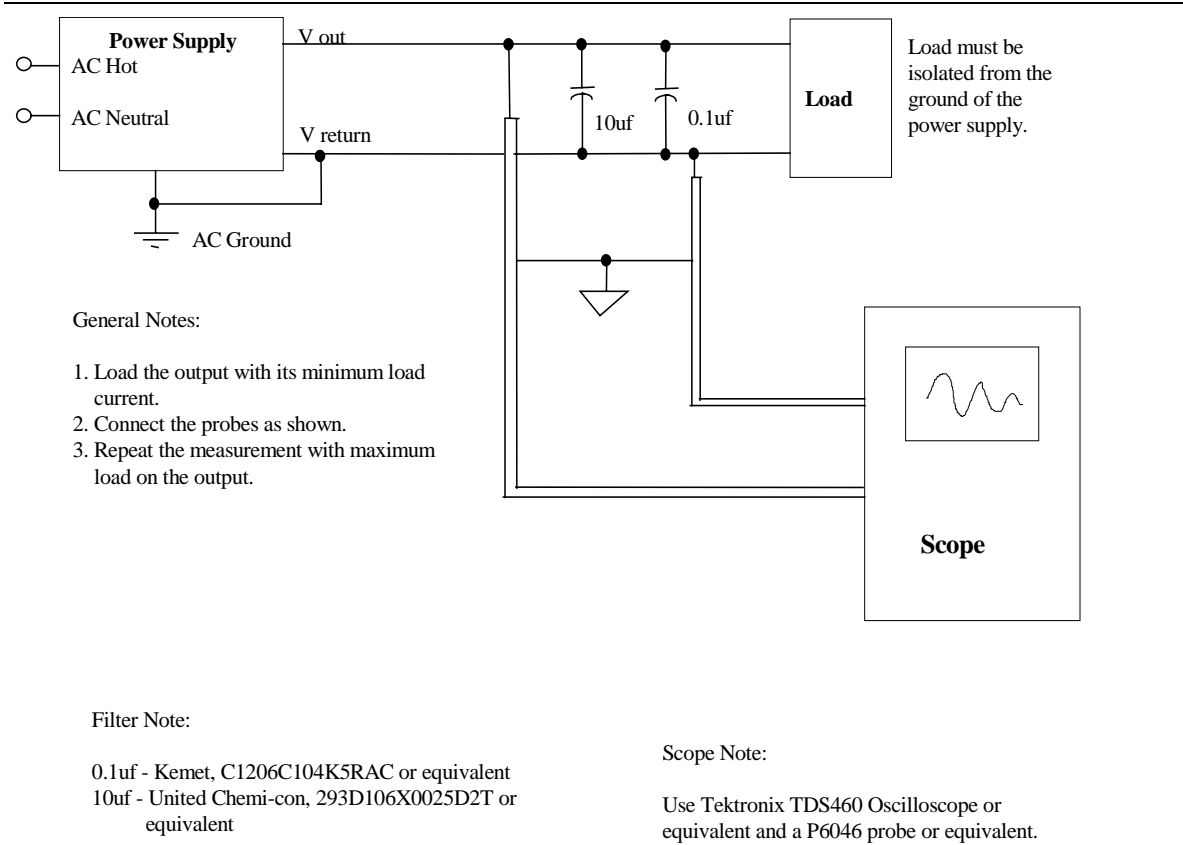 Power Supply
V out
AC Hot
AC Neutral
V return
AC Ground
10uf
0.1uf
Load
Load must be
isolated from the
ground of the
power supply.
General Notes:
1. Load the output with its minimum load
current.
2. Connect the probes as shown.
3. Repeat the measurement with maximum
load on the output.
Scope
Filter Note:
0.1uf - Kemet, C1206C104K5RAC or equivalent
10uf - United Chemi-con, 293D106X0025D2T or
equivalent
Scope Note:
Use Tektronix TDS460 Oscilloscope or
equivalent and a P6046 probe or equivalent.